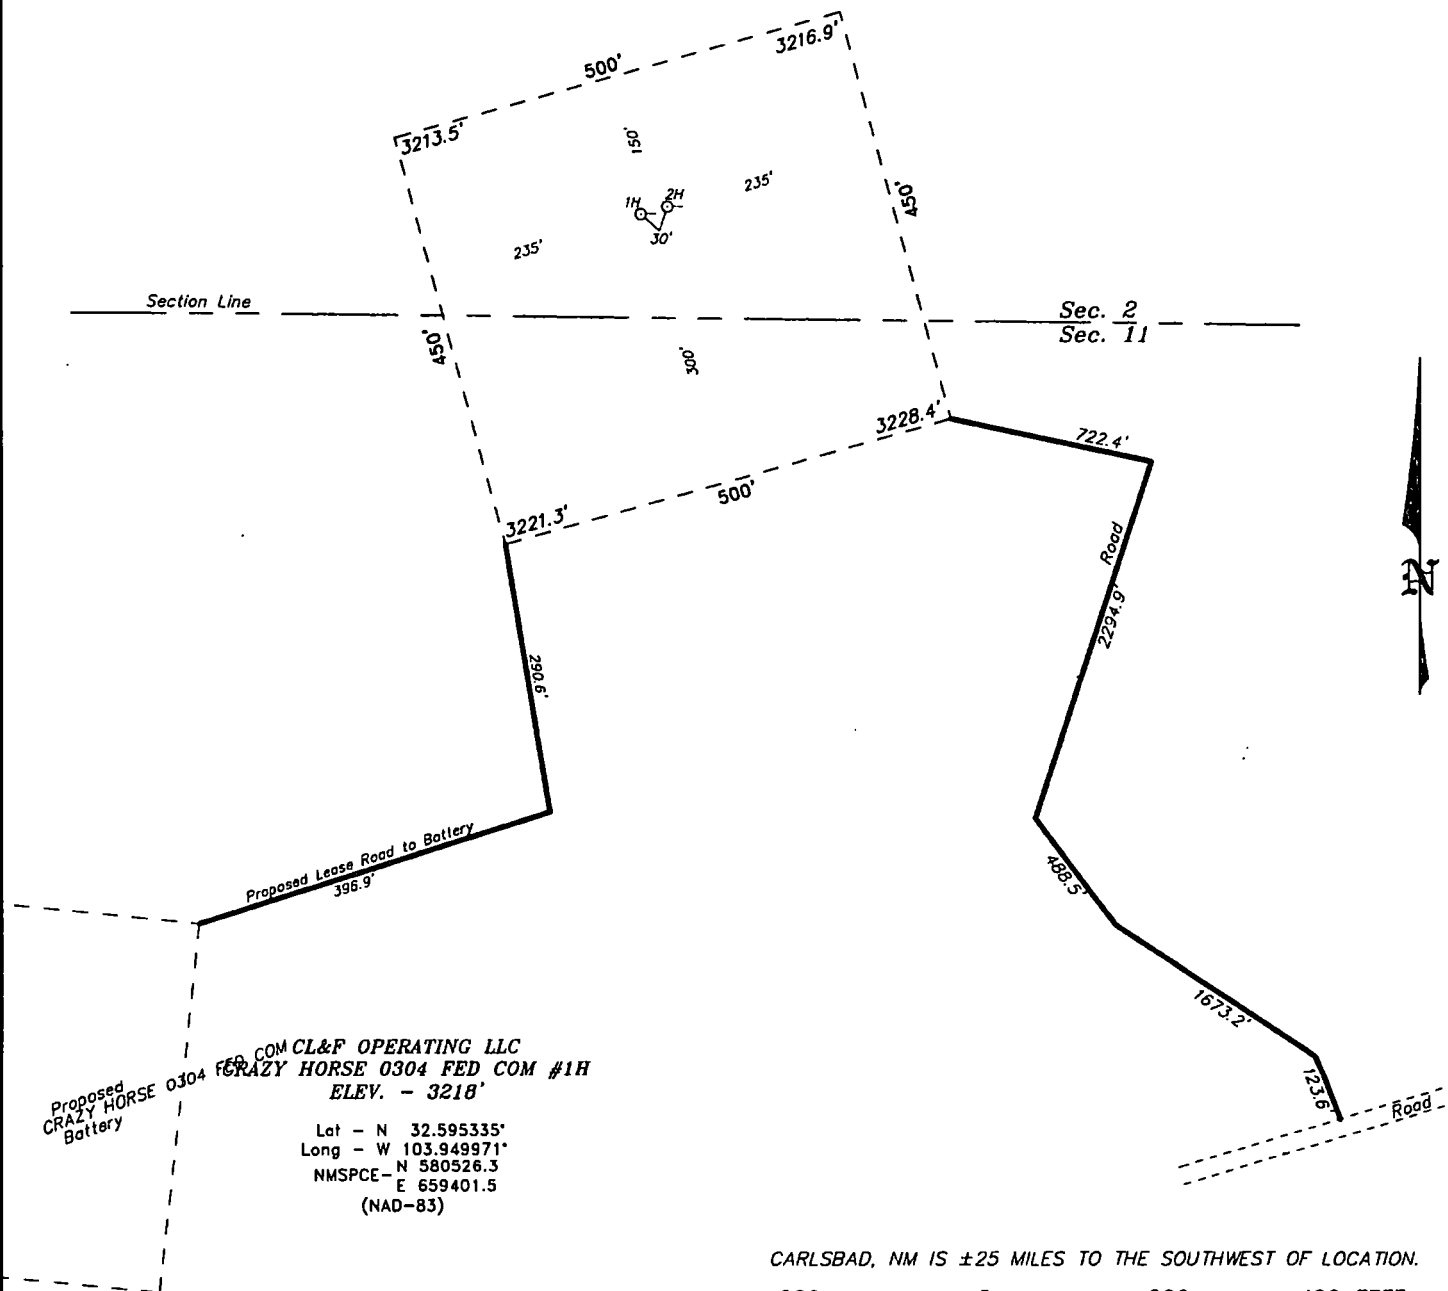 3216.9'
500'
3213.5'
150'
235'
1H
2H
30'
235'
450'
Section Line
Sec. 2
Sec. 11
450'
300'
3228.4'
722.4'
500'
3221.3'
Road
2294.9'
N
290.6'
Proposed Lease Road to Battery
396.9'
488.5'
1673.2'
123.6'
Road
Proposed
CRAZY HORSE 0304 FED COM
Battery
CL&F OPERATING LLC
CRAZY HORSE 0304 FED COM #1H
ELEV. - 3218'
Lat - N 32.595335°
Long - W 103.949971°
NMSPCE- N 580526.3
E 659401.5
(NAD-83)
CARLSBAD, NM IS ±25 MILES TO THE SOUTHWEST OF LOCATION.